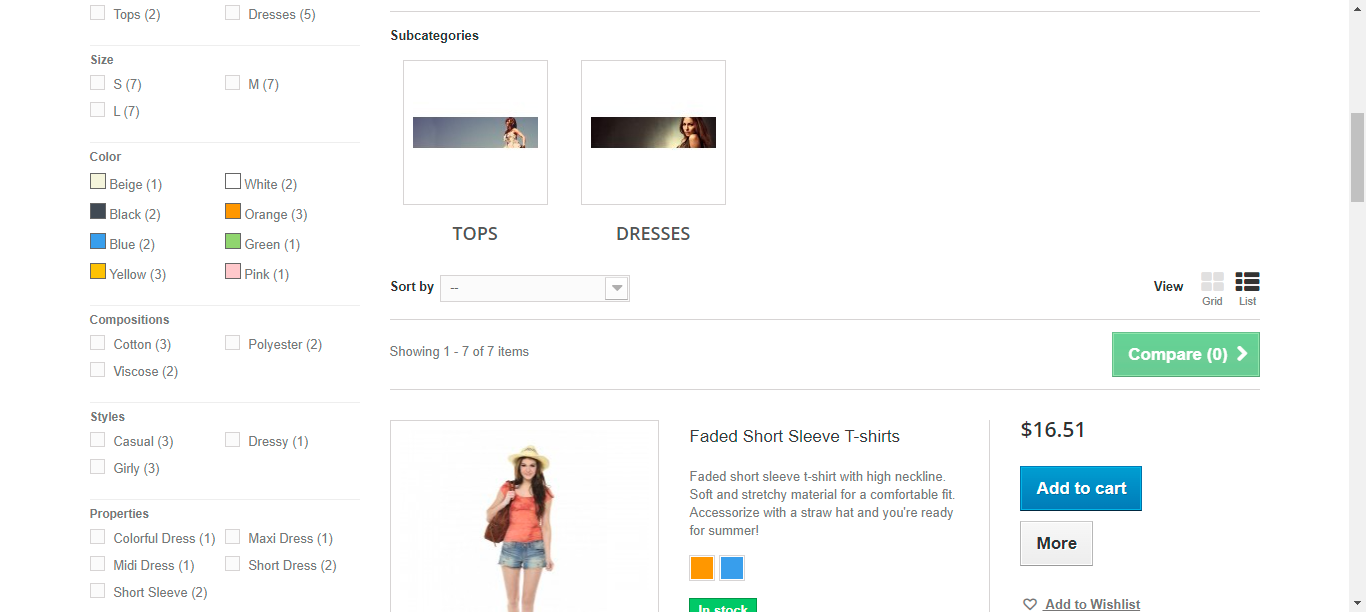 Tops (2)
Dresses (5)
Size
S (7)
M (7)
L (7)
Color
Beige (1)
White (2)
Black (2)
Orange (3)
Blue (2)
Green (1)
Yellow (3)
Pink (1)
Compositions
Cotton (3)
Polyester (2)
Viscose (2)
Styles
Casual (3)
Dressy (1)
Girly (3)
Properties
Colorful Dress (1)
Maxi Dress (1)
Midi Dress (1)
Short Dress (2)
Short Sleeve (2)
Subcategories
TOPS
DRESSES
Sort by
--
View
Grid
List
Showing 1 - 7 of 7 items
Compare (0)
Faded Short Sleeve T-shirts
Faded short sleeve t-shirt with high neckline.
Soft and stretchy material for a comfortable fit.
Accessorize with a straw hat and you're ready
for summer!
In stock
$16.51
Add to cart
More
Add to Wishlist